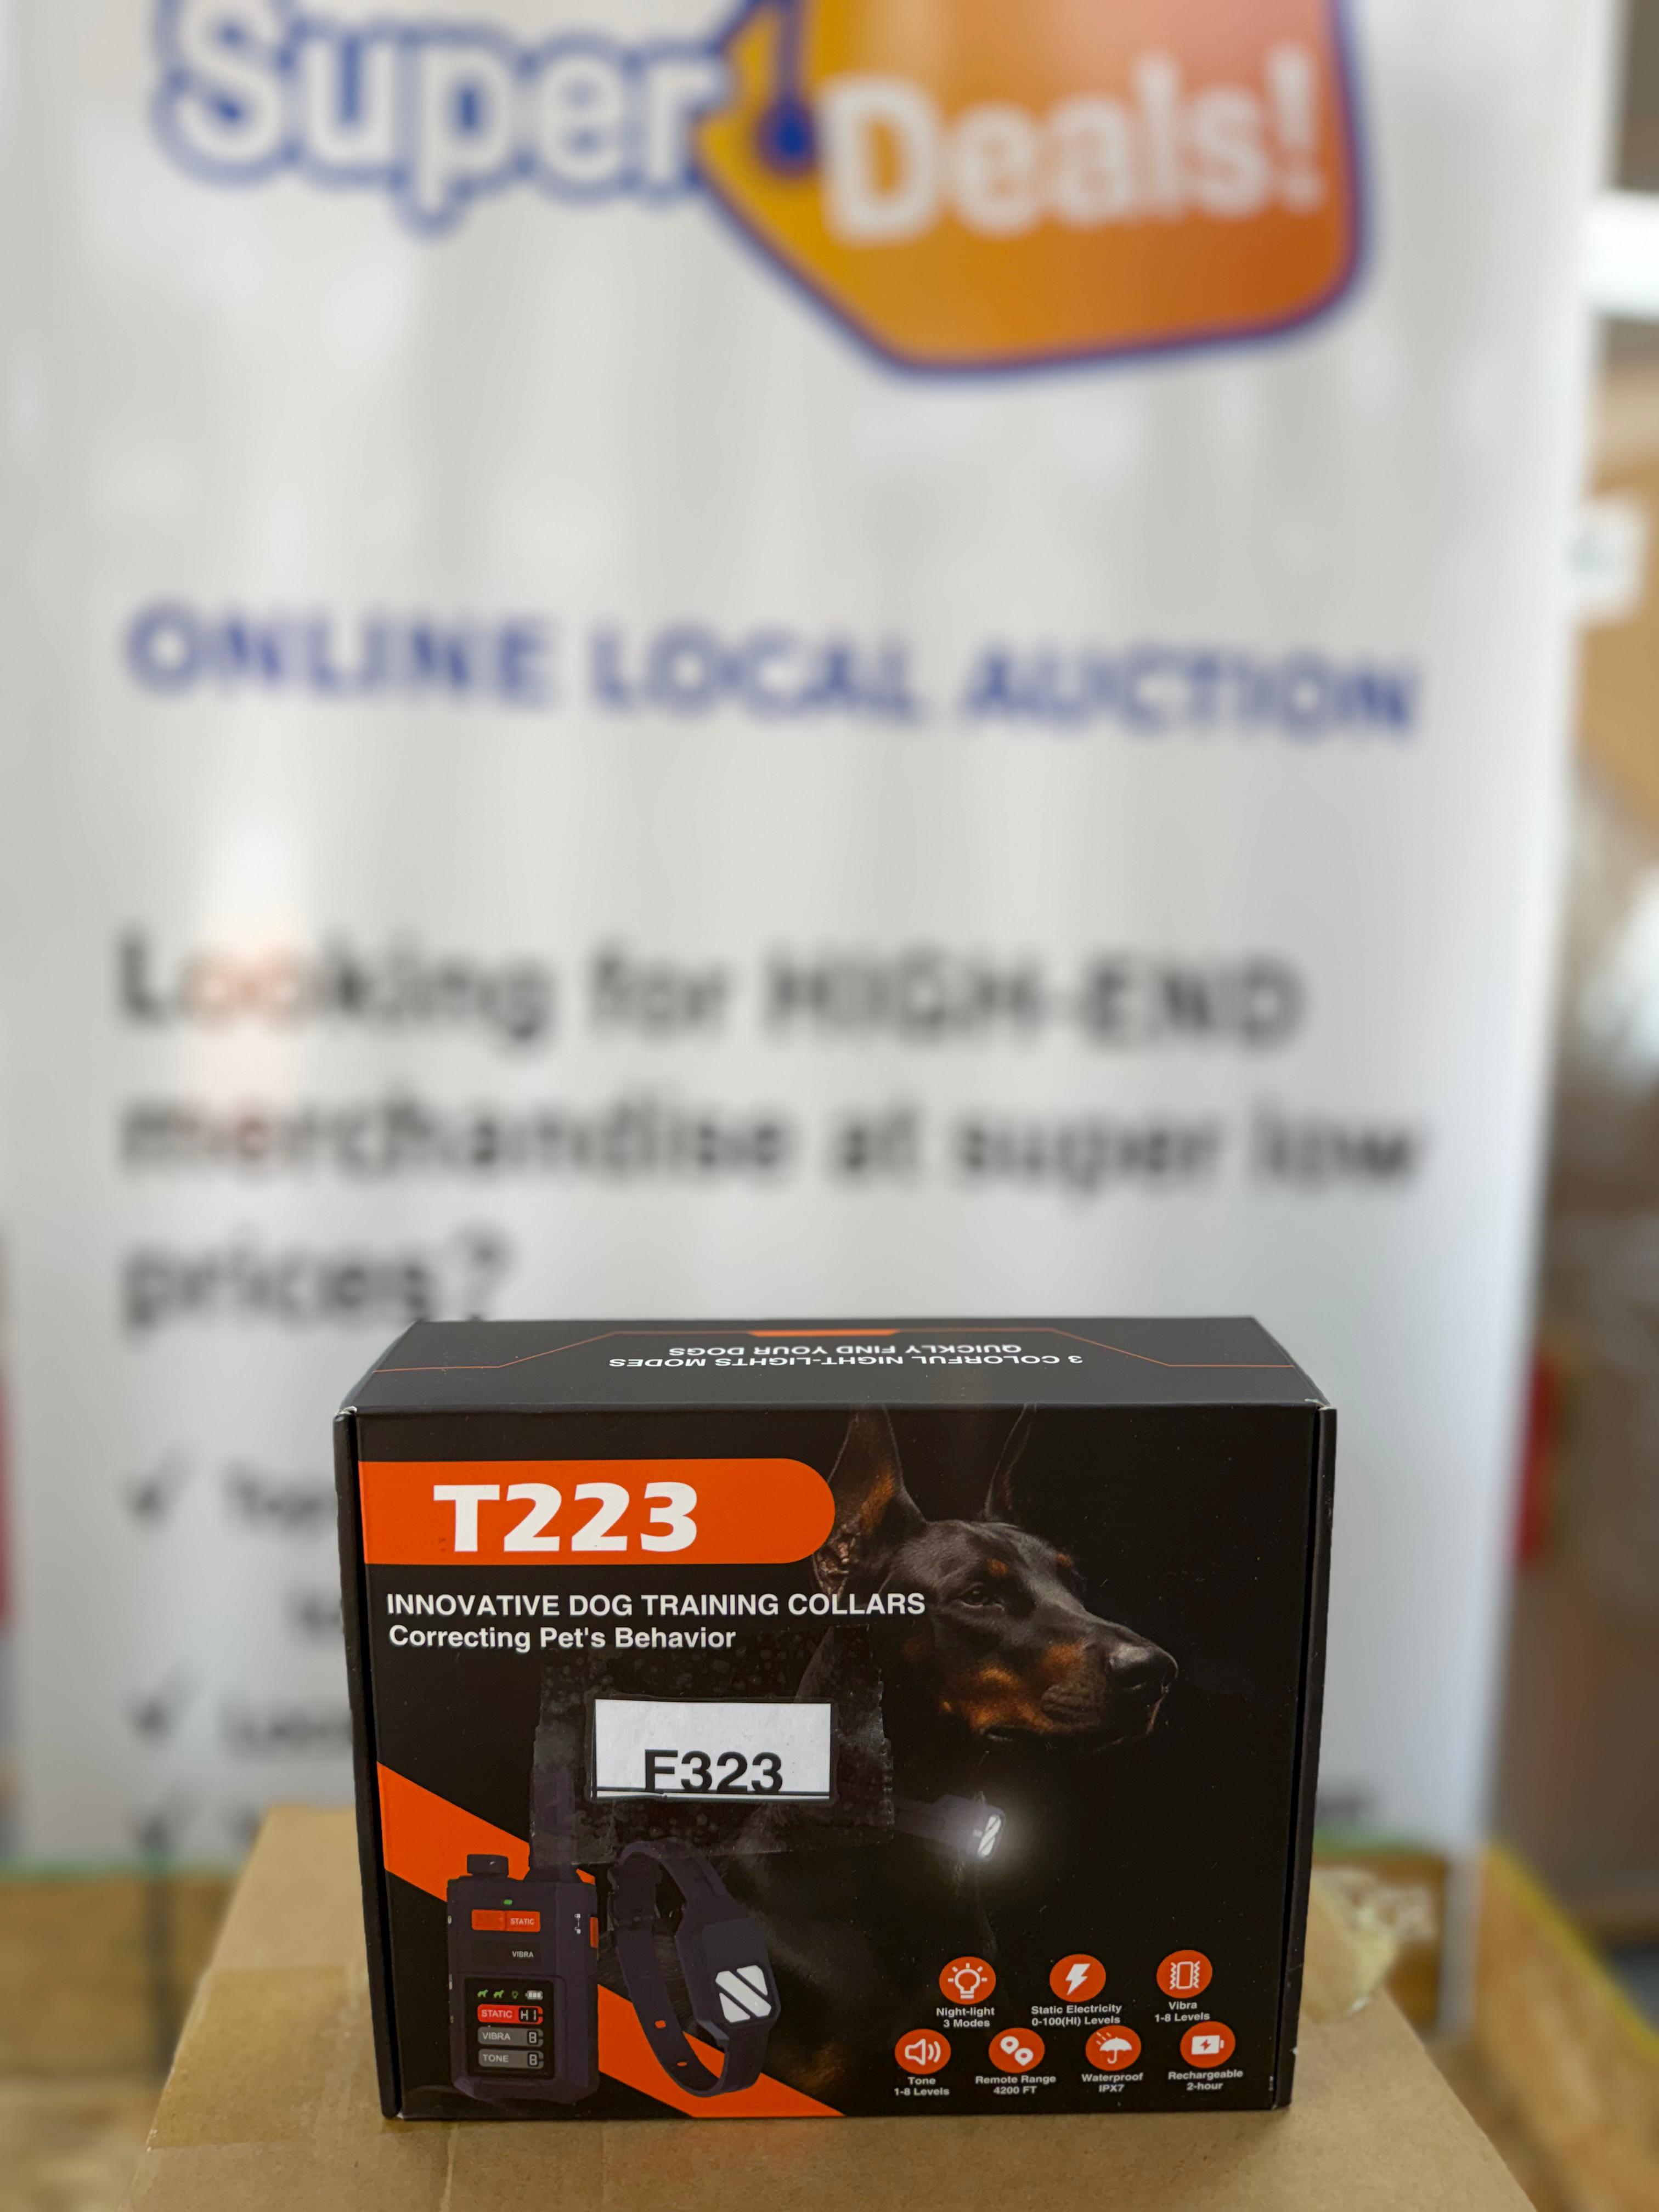 Super Deals!
ONLINE LOCAL AUCTION
Looking for HIGH-END
merchandise at super low
prices?
3 COLORFUL NIGHT-LIGHTS MODES
QUICKLY FIND YOUR DOGS
T223
INNOVATIVE DOG TRAINING COLLARS
Correcting Pet's Behavior
F323
STATIC
VIBRA
STATIC HI
VIBRA 8
TONE 8
Night-light
3 Modes
Static Electricity
0-100(HI) Levels
Vibra
1-8 Levels
Tone
1-8 Levels
Remote Range
4200 FT
Waterproof
IPX7
Rechargeable
2-hour